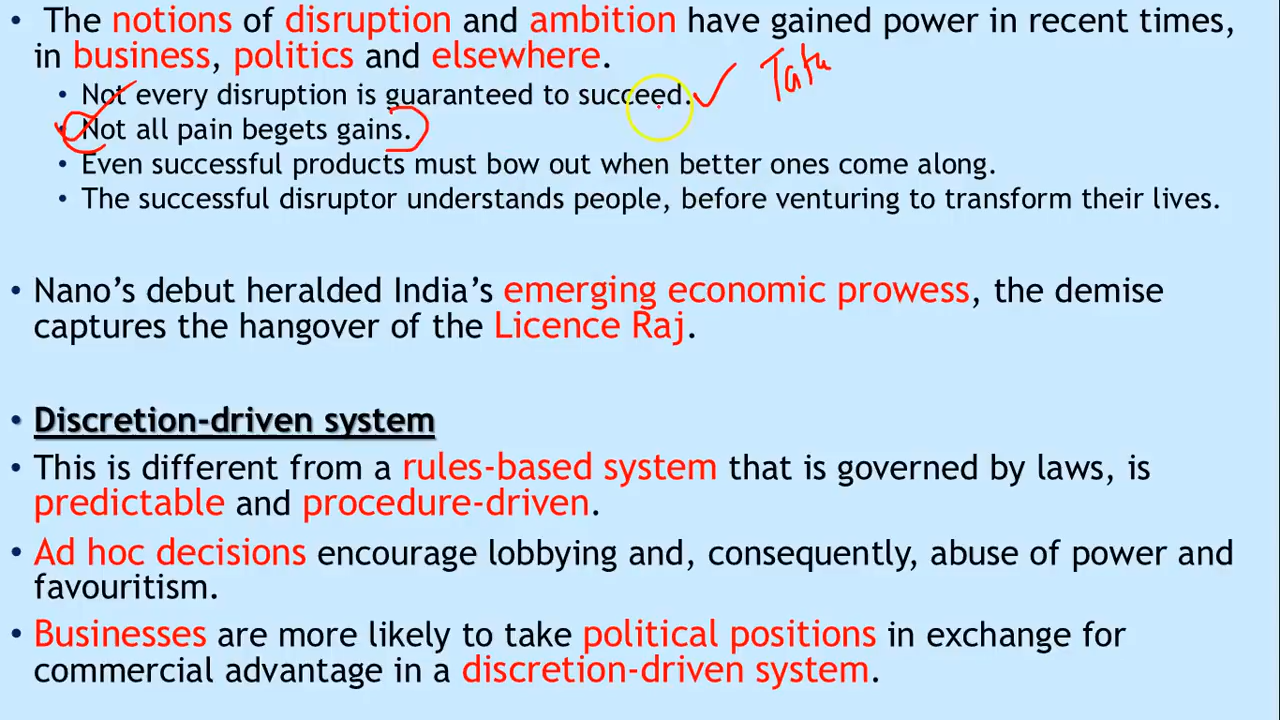 • The notions of disruption and ambition have gained power in recent times,
in business, politics and elsewhere.
• Not every disruption is guaranteed to succeed.
Tata
• Not all pain begets gains.
• Even successful products must bow out when better ones come along.
• The successful disruptor understands people, before venturing to transform their lives.
• Nano's debut heralded India's emerging economic prowess, the demise
captures the hangover of the Licence Raj.
• Discretion-driven system
• This is different from a rules-based system that is governed by laws, is
predictable and procedure-driven.
• Ad hoc decisions encourage lobbying and, consequently, abuse of power and
favouritism.
• Businesses are more likely to take political positions in exchange for
commercial advantage in a discretion-driven system.